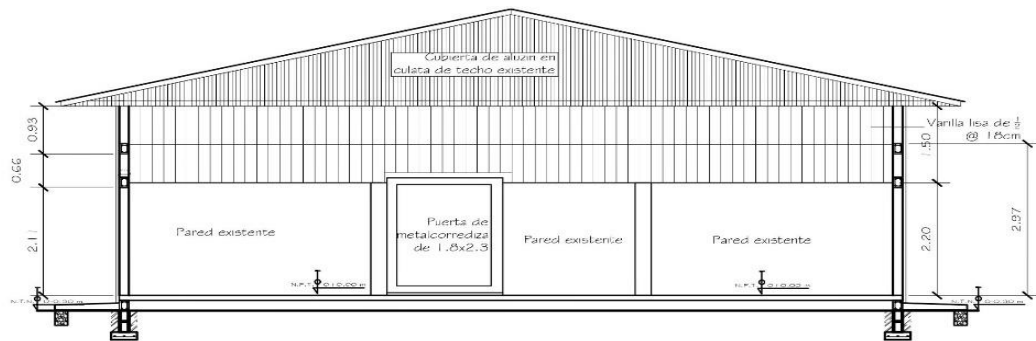 Cubierta de aluzin en
culata de techo existente
Varilla lisa de 1/2
@ 18cm
0.93
0.66
2.11
1.50
2.20
2.97
Pared existente
Puerta de
metalcorrediza
de 1.8x2.3
Pared existente
Pared existente
N.P.T.
N.P.T.
N.T.N.
N.T.N.